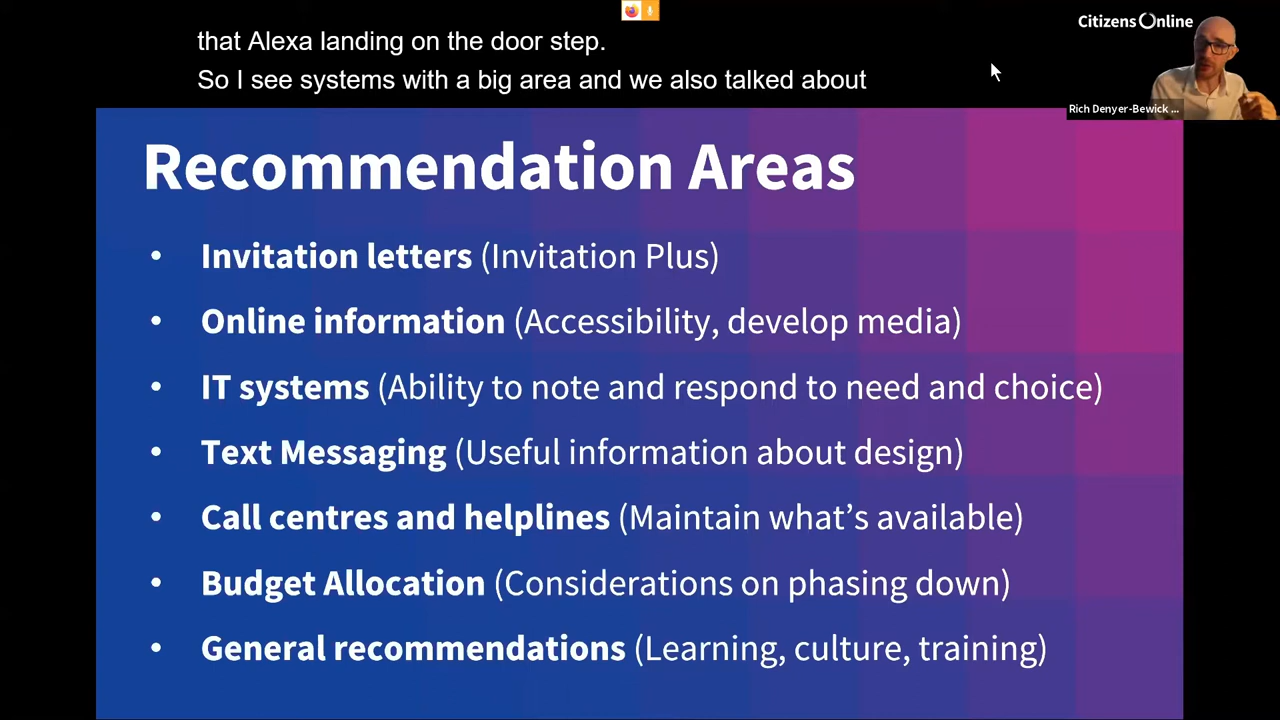 that Alexa landing on the door step.
So I see systems with a big area and we also talked about
Citizens Online
Rich Denyer-Bewick ...
Recommendation Areas
• Invitation letters (Invitation Plus)
• Online information (Accessibility, develop media)
• IT systems (Ability to note and respond to need and choice)
• Text Messaging (Useful information about design)
• Call centres and helplines (Maintain what’s available)
• Budget Allocation (Considerations on phasing down)
• General recommendations (Learning, culture, training)